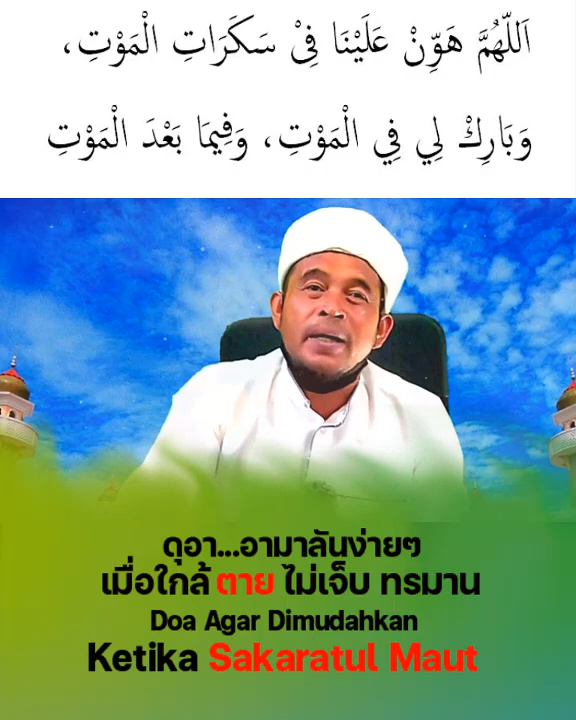 اَللّٰهُمَّ هَوِّنْ عَلَيْنَا فِىْ سَكَرَاتِ الْمَوْتِ،
وَبَارِكْ لِي فِي الْمَوْتِ، وَفِيمَا بَعْدَ الْمَوْتِ
ดุอา...อามาลันง่ายๆ
เมื่อใกล้ ตาย ไม่เจ็บ ทรมาน
Doa Agar Dimudahkan
Ketika Sakaratul Maut